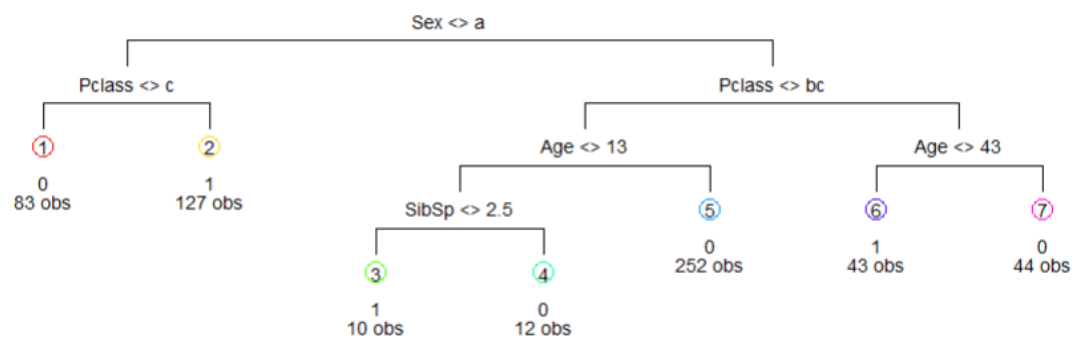 Sex <> a
Pclass <> c
Pclass <> bc
1
2
Age <> 13
Age <> 43
0
1
83 obs
127 obs
SibSp <> 2.5
5
6
7
0
1
0
252 obs
43 obs
44 obs
3
4
1
0
10 obs
12 obs